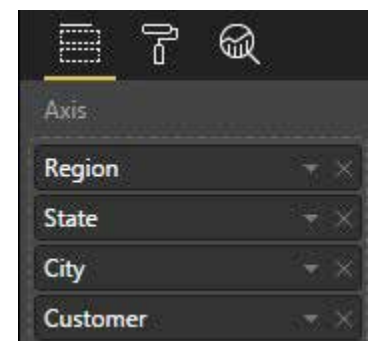 Axis
Region
State
City
Customer